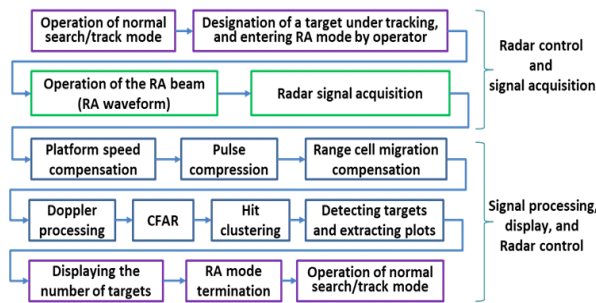 Operation of normal
search/track mode
Designation of a target under tracking,
and entering RA mode by operator
Operation of the RA beam
(RA waveform)
Radar signal acquisition
Radar control
and
signal acquisition
Platform speed
compensation
Pulse
compression
Range cell migration
compensation
Doppler
processing
CFAR
Hit
clustering
Detecting targets
and extracting plots
Displaying the
number of targets
RA mode
termination
Operation of normal
search/track mode
Signal processing,
display, and
Radar control